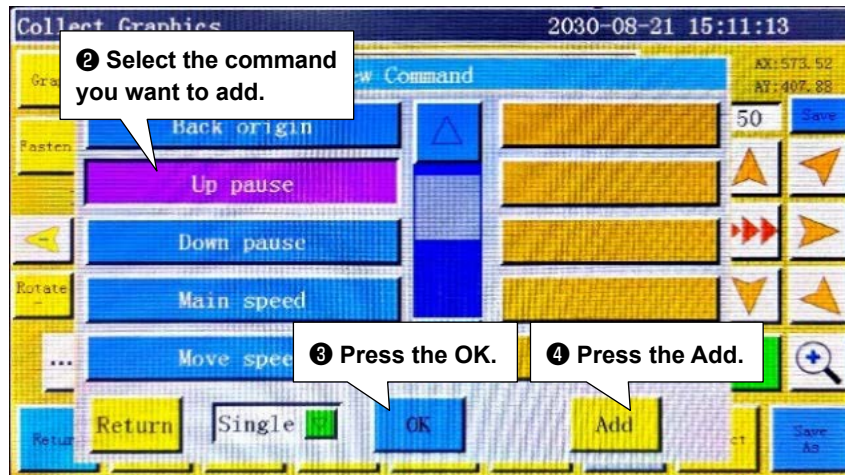 Collect Graphics 2030-08-21 15:11:13
❷ Select the command
you want to add.
w Command
AX:573.52
AY:407.88
Back origin
50
Save
Fasten
Up pause
Down pause
Rotate
-
Main speed
Move spee
❸ Press the OK.
❹ Press the Add.
...
Return
Single
OK
Add
Save
As